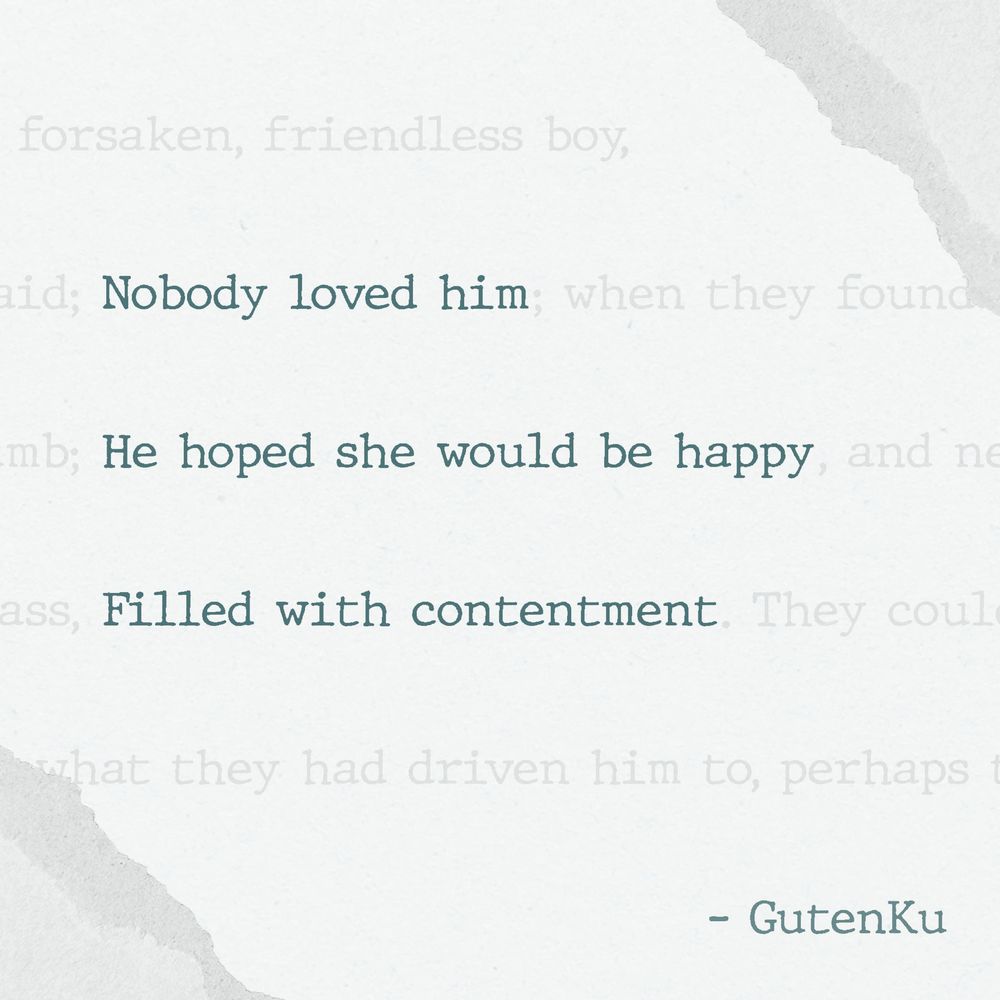 forsaken, friendless boy,
aid; Nobody loved him; when they found
mb; He hoped she would be happy, and ne
ass, Filled with contentment. They coul
what they had driven him to, perhaps t
- GutenKu